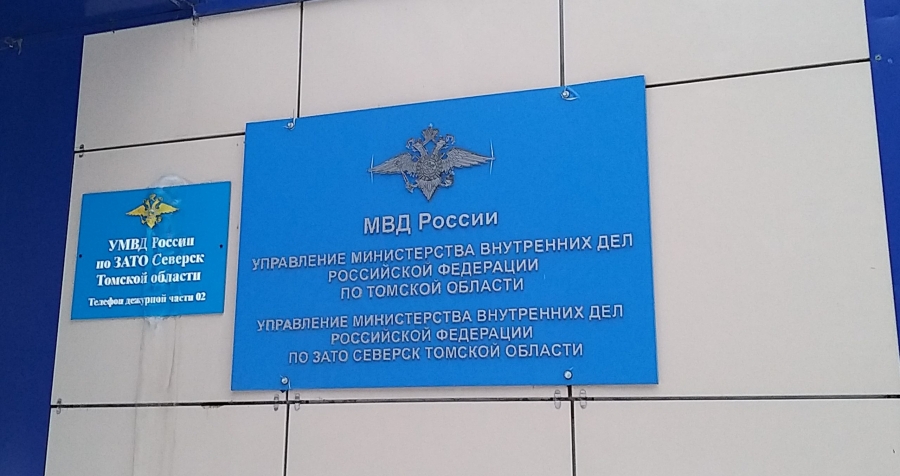 УМВД России
по ЗАТО Северск
Томской области
Телефон дежурной части 02
МВД России
УПРАВЛЕНИЕ МИНИСТЕРСТВА ВНУТРЕННИХ ДЕЛ
РОССИЙСКОЙ ФЕДЕРАЦИИ
ПО ТОМСКОЙ ОБЛАСТИ
УПРАВЛЕНИЕ МИНИСТЕРСТВА ВНУТРЕННИХ ДЕЛ
РОССИЙСКОЙ ФЕДЕРАЦИИ
ПО ЗАТО СЕВЕРСК ТОМСКОЙ ОБЛАСТИ